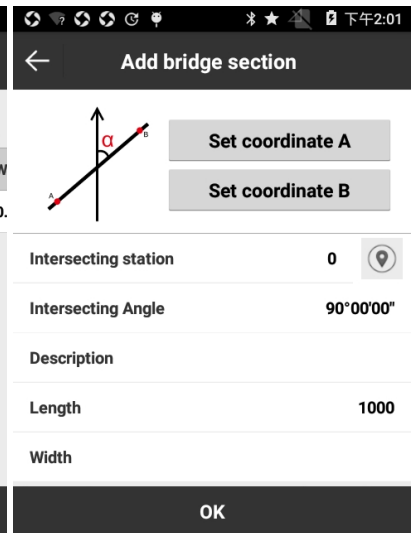 下午2:01
Add bridge section
α
B
A
Set coordinate A
Set coordinate B
Intersecting station 0
Intersecting Angle 90°00'00"
Description
Length 1000
Width
OK